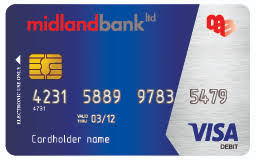 midlandbank ltd
ELECTRONIC USE ONLY
4231 5889 9783 5479
4231
VALID THRU 03/12
Cardholder name
VISA
DEBIT